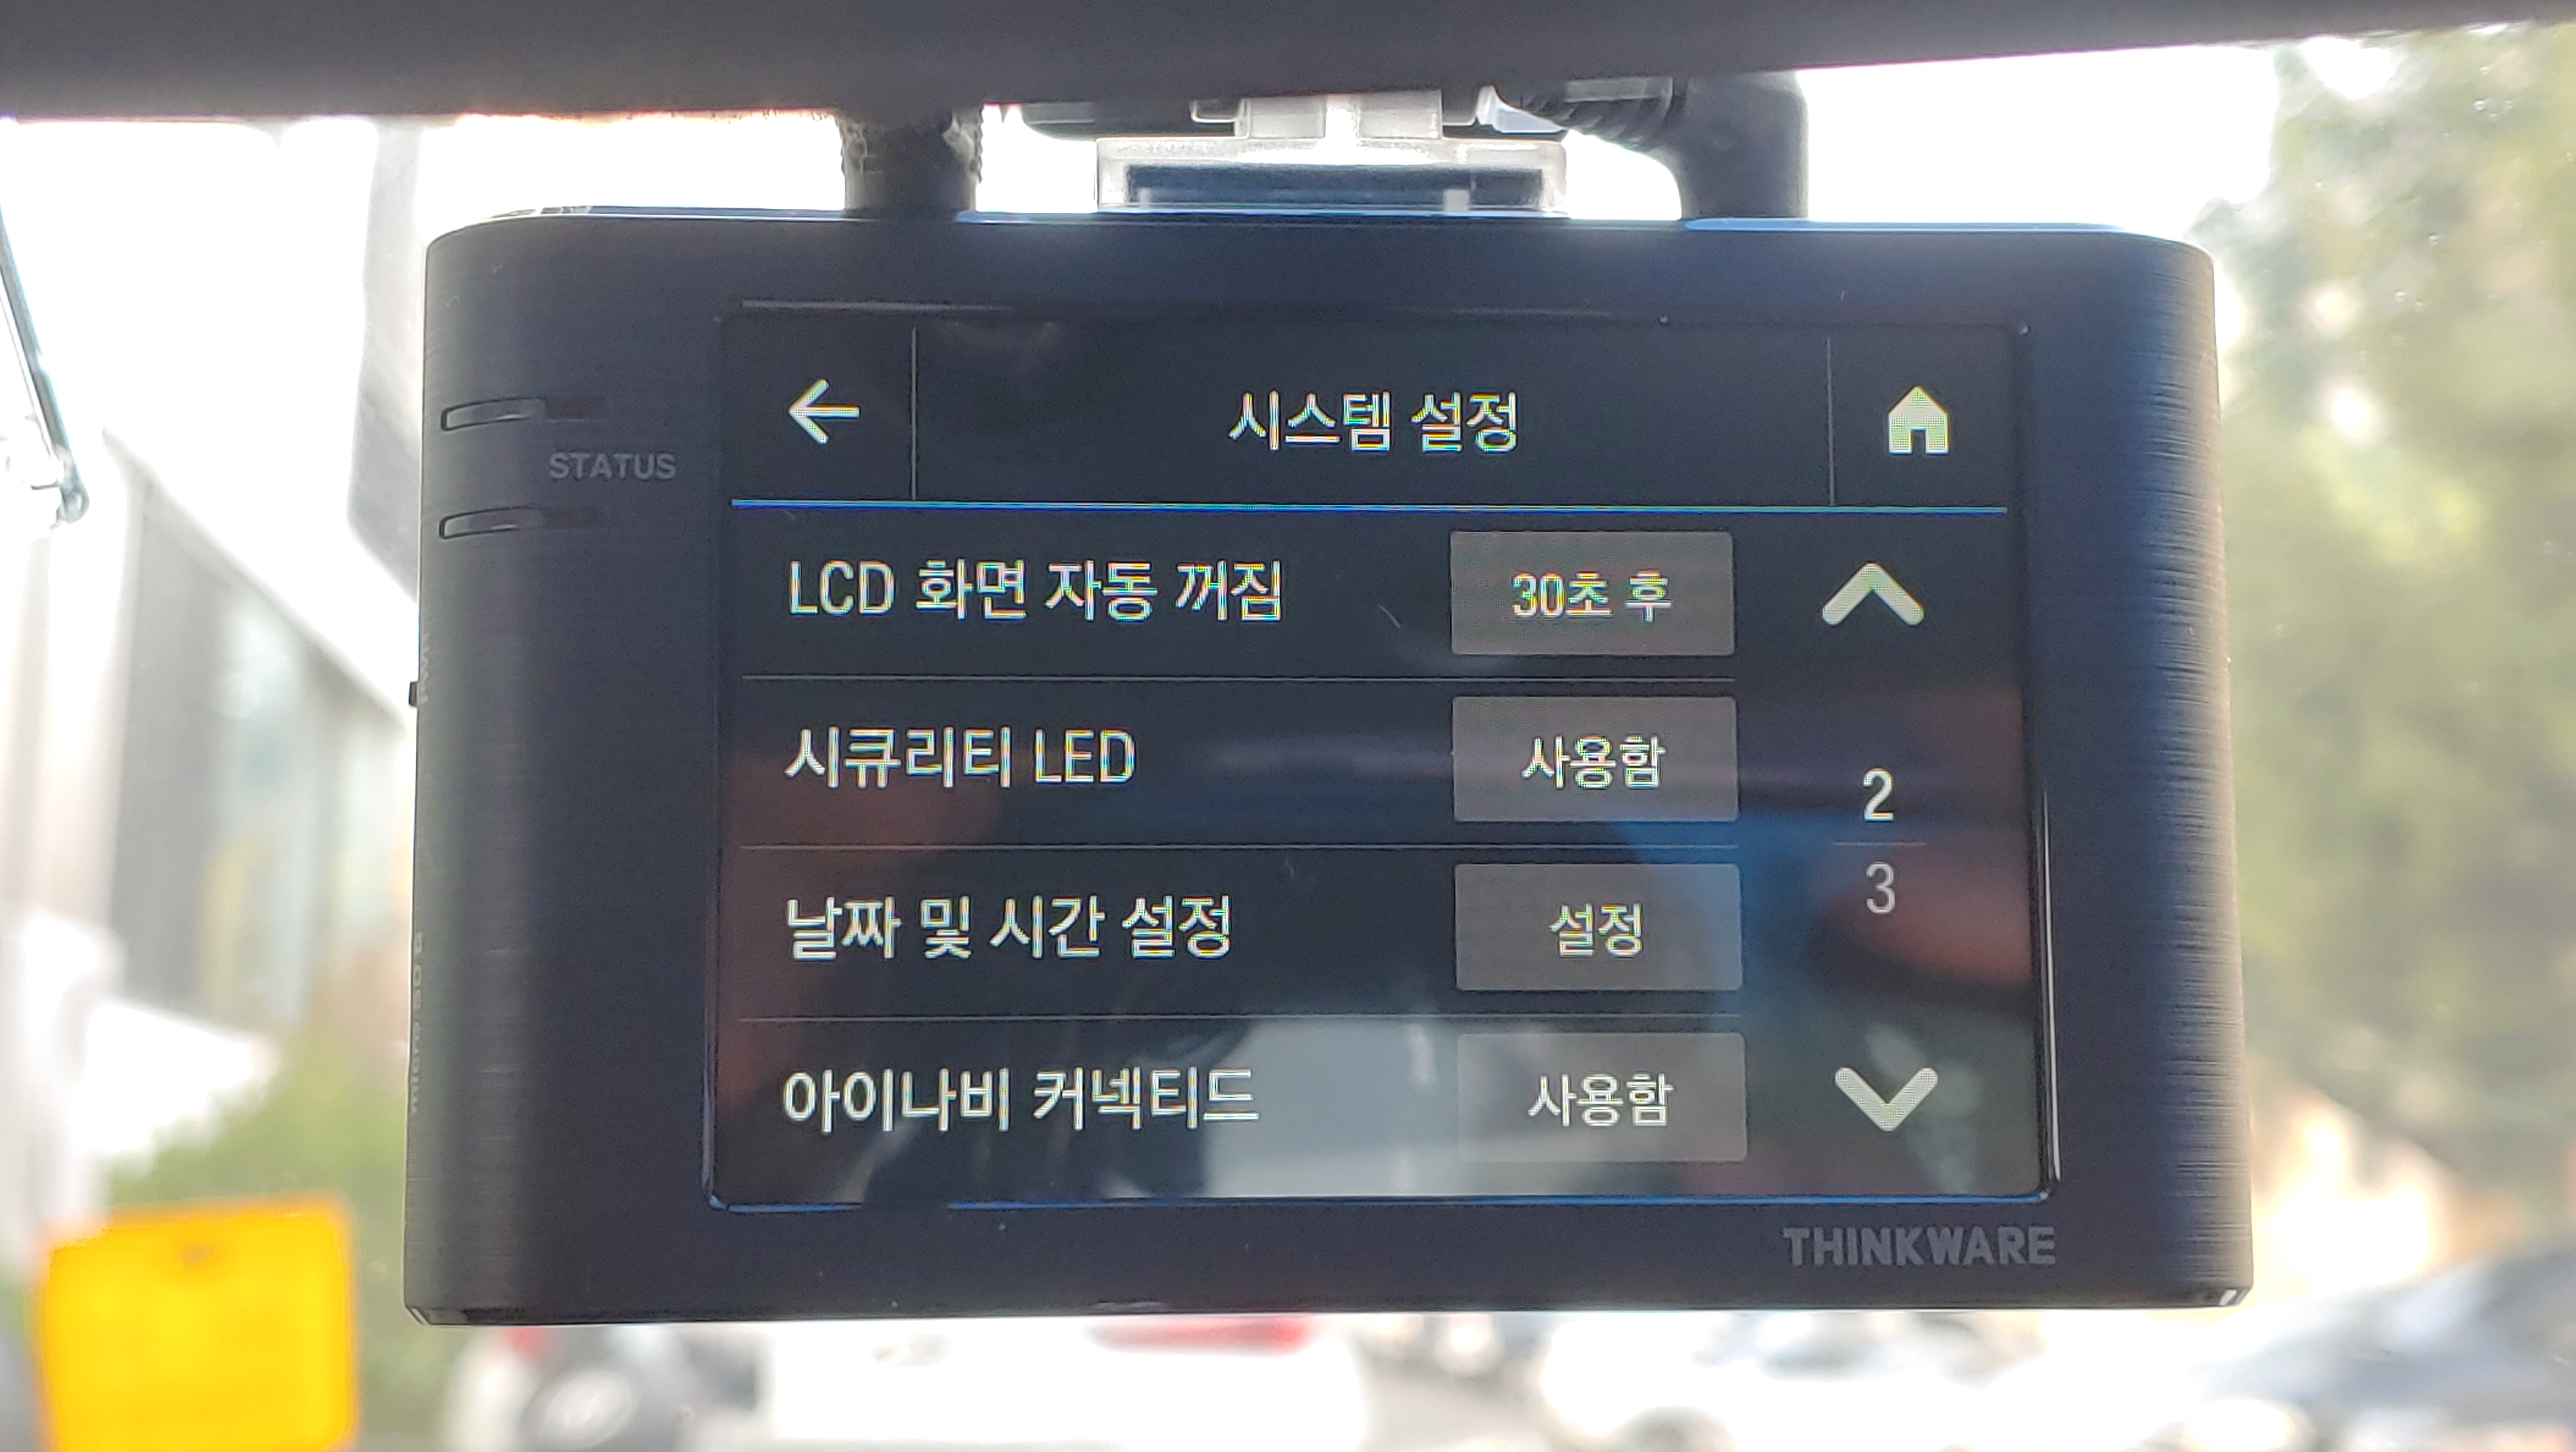 시스템 설정
STATUS
LCD 화면 자동 꺼짐
30초 후
시큐리티 LED
사용함
2
3
날짜 및 시간 설정
설정
아이나비 커넥티드
사용함
THINKWARE